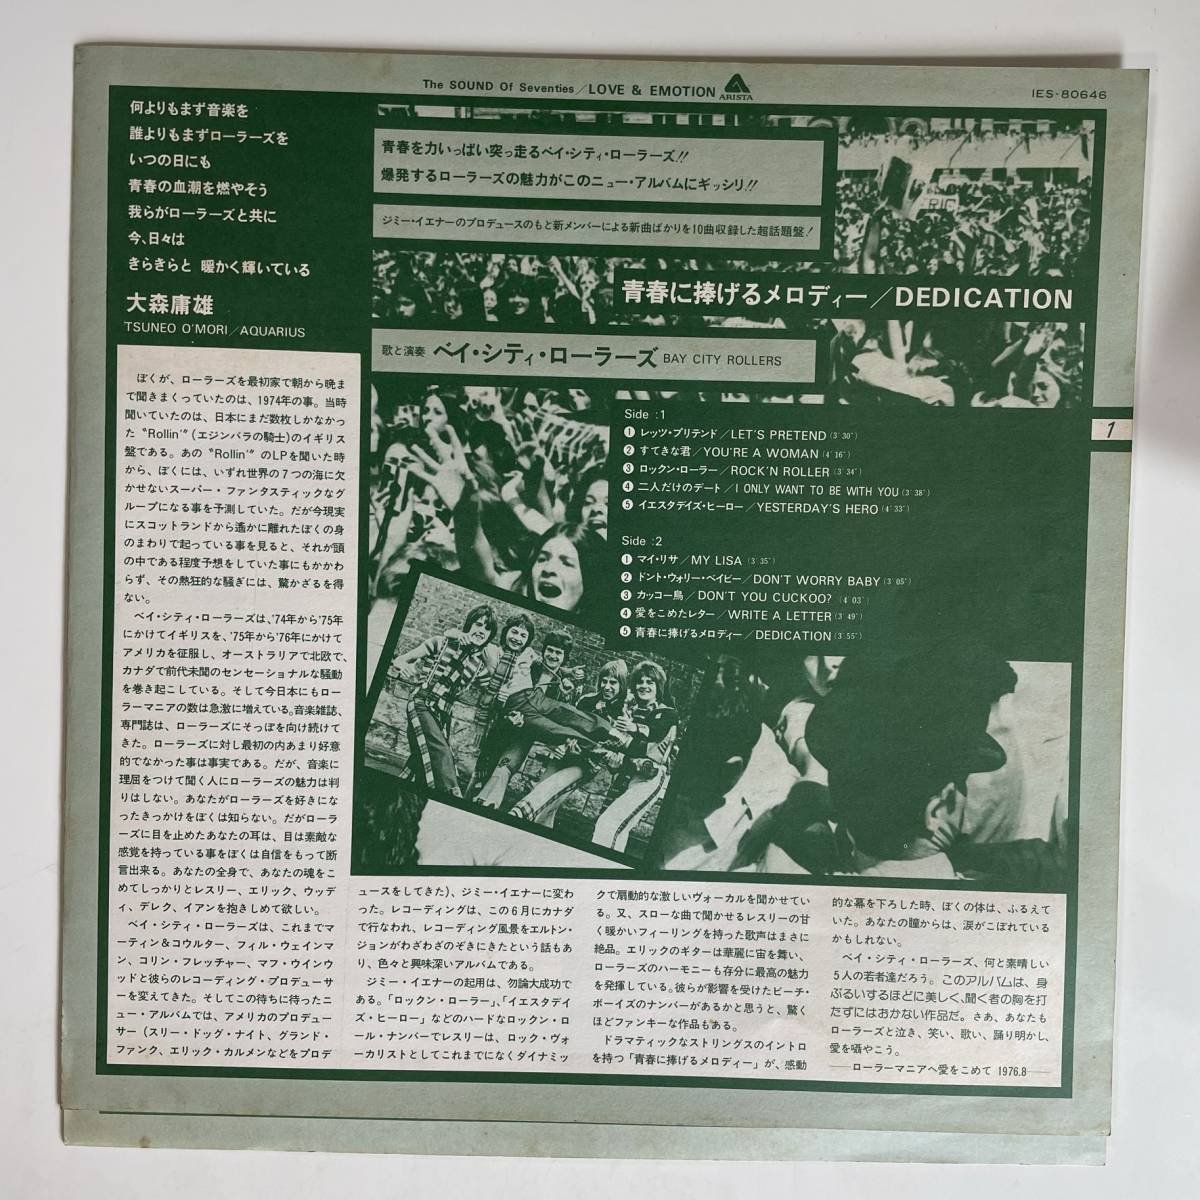 The SOUND Of Seventies／LOVE & EMOTION
ARISTA
IES-80646
何よりもまず音楽を
誰よりもまずローラーズを
いつの日にも
青春の血潮を燃やそう
我らがローラーズと共に
今、日々は
きらきらと 暖かく輝いている
大森庸雄
TSUNEO O'MORI／AQUARIUS
青春を力いっぱい突っ走るベイ・シティ・ローラーズ!!
爆発するローラーズの魅力がこのニュー・アルバムにギッシリ!!
ジミー・イエナーのプロデュースのもと新メンバーによる新曲ばかりを10曲収録した超話題盤!
ERIC
青春に捧げるメロディー／DEDICATION
歌と演奏 ベイ・シティ・ローラーズ BAY CITY ROLLERS
1
Side :1
❶ レッツ・プリテンド／LET'S PRETEND (3′30″)
❷ すてきな君／YOU'RE A WOMAN (4′16″)
❸ ロックン・ローラー／ROCK'N ROLLER (3′34″)
❹ 二人だけのデート／I ONLY WANT TO BE WITH YOU (3′38″)
❺ イエスタデイズ・ヒーロー／YESTERDAY'S HERO (4′33″)
Side :2
❶ マイ・リサ／MY LISA (3′35″)
❷ ドント・ウォリー・ベイビー／DON'T WORRY BABY (3′05″)
❸ カッコー鳥／DON'T YOU CUCKOO? (4′03″)
❹ 愛をこめたレター／WRITE A LETTER (3′49″)
❺ 青春に捧げるメロディー／DEDICATION (3′55″)
ぼくが、ローラーズを最初家で朝から晩ま
で聞きまくっていたのは、1974年の事。当時
聞いていたのは、日本にまだ数枚しかなかっ
た〝Rollin'〟(エジンバラの騎士)のイギリス
盤である。あの〝Rollin'〟のLPを聞いた時
から、ぼくには、いずれ世界の７つの海に欠
かせないスーパー・ファンタスティックなグ
ループになる事を予測していた。だが今現実
にスコットランドから遙かに離れたぼくの身
のまわりで起っている事を見ると、それが頭
の中である程度予想をしていた事にもかかわ
らず、その熱狂的な騒ぎには、驚かざるを得
ない。
ベイ・シティ・ローラーズは、'74年から'75年
にかけてイギリスを、'75年から'76年にかけて
アメリカを征服し、オーストラリアで北欧で、
カナダで前代未聞のセンセーショナルな騒動
を巻き起こしている。そして今日本にもロー
ラーマニアの数は急激に増えている。音楽雑誌、
専門誌は、ローラーズにそっぽを向け続けて
きた。ローラーズに対し最初の内あまり好意
的でなかった事は事実である。だが、音楽に
理屈をつけて聞く人にローラーズの魅力は判
りはしない。あなたがローラーズを好きにな
ったきっかけをぼくは知らない。だがローラ
ーズに目を止めたあなたの耳は、目は素敵な
感覚を持っている事をぼくは自信をもって断
言出来る。あなたの全身で、あなたの魂をこ
めてしっかりとレスリー、エリック、ウッデ
ィ、デレク、イアンを抱きしめて欲しい。
ベイ・シティ・ローラーズは、これまでマ
ーティン&コウルター、フィル・ウェインマ
ン、コリン・フレッチャー、マフ・ウインウ
ッドと彼らのレコーディング・プロデューサ
ーを変えてきた。そしてこの待ちに待ったニ
ュー・アルバムでは、アメリカのプロデュー
サー(スリー・ドッグ・ナイト、グランド・
ファンク、エリック・カルメンなどをプロデ
ュースをしてきた)、ジミー・イエナーに変わ
った。レコーディングは、この６月にカナダ
で行なわれ、レコーディング風景をエルトン・
ジョンがわざわざのぞきにきたという話もあ
り、色々と興味深いアルバムである。
ジミー・イエナーの起用は、勿論大成功で
ある。「ロックン・ローラー」、「イエスタデイ
ズ・ヒーロー」などのハードなロックン・ロ
ール・ナンバーでレスリーは、ロック・ヴォ
ーカリストとしてこれまでになくダイナミッ
クで扇動的な激しいヴォーカルを聞かせてい
る。又、スローな曲で聞かせるレスリーの甘
く暖かいフィーリングを持った歌声はまさに
絶品。エリックのギターは華麗に宙を舞い、
ローラーズのハーモニーも存分に最高の魅力
を発揮している。彼らが影響を受けたビーチ・
ボーイズのナンバーがあるかと思うと、驚く
ほどファンキーな作品もある。
ドラマティックなストリングスのイントロ
を持つ「青春に捧げるメロディー」が、感動
的な幕を下ろした時、ぼくの体は、ふるえて
いた。あなたの瞳からは、涙がこぼれている
かもしれない。
ベイ・シティ・ローラーズ、何と素晴しい
５人の若者達だろう。このアルバムは、身
ぶるいするほどに美しく、聞く者の胸を打
たずにはおかない作品だ。さあ、あなたも
ローラーズと泣き、笑い、歌い、踊り明かし、
愛を囁やこう。
——ローラーマニアへ愛をこめて 1976.8——